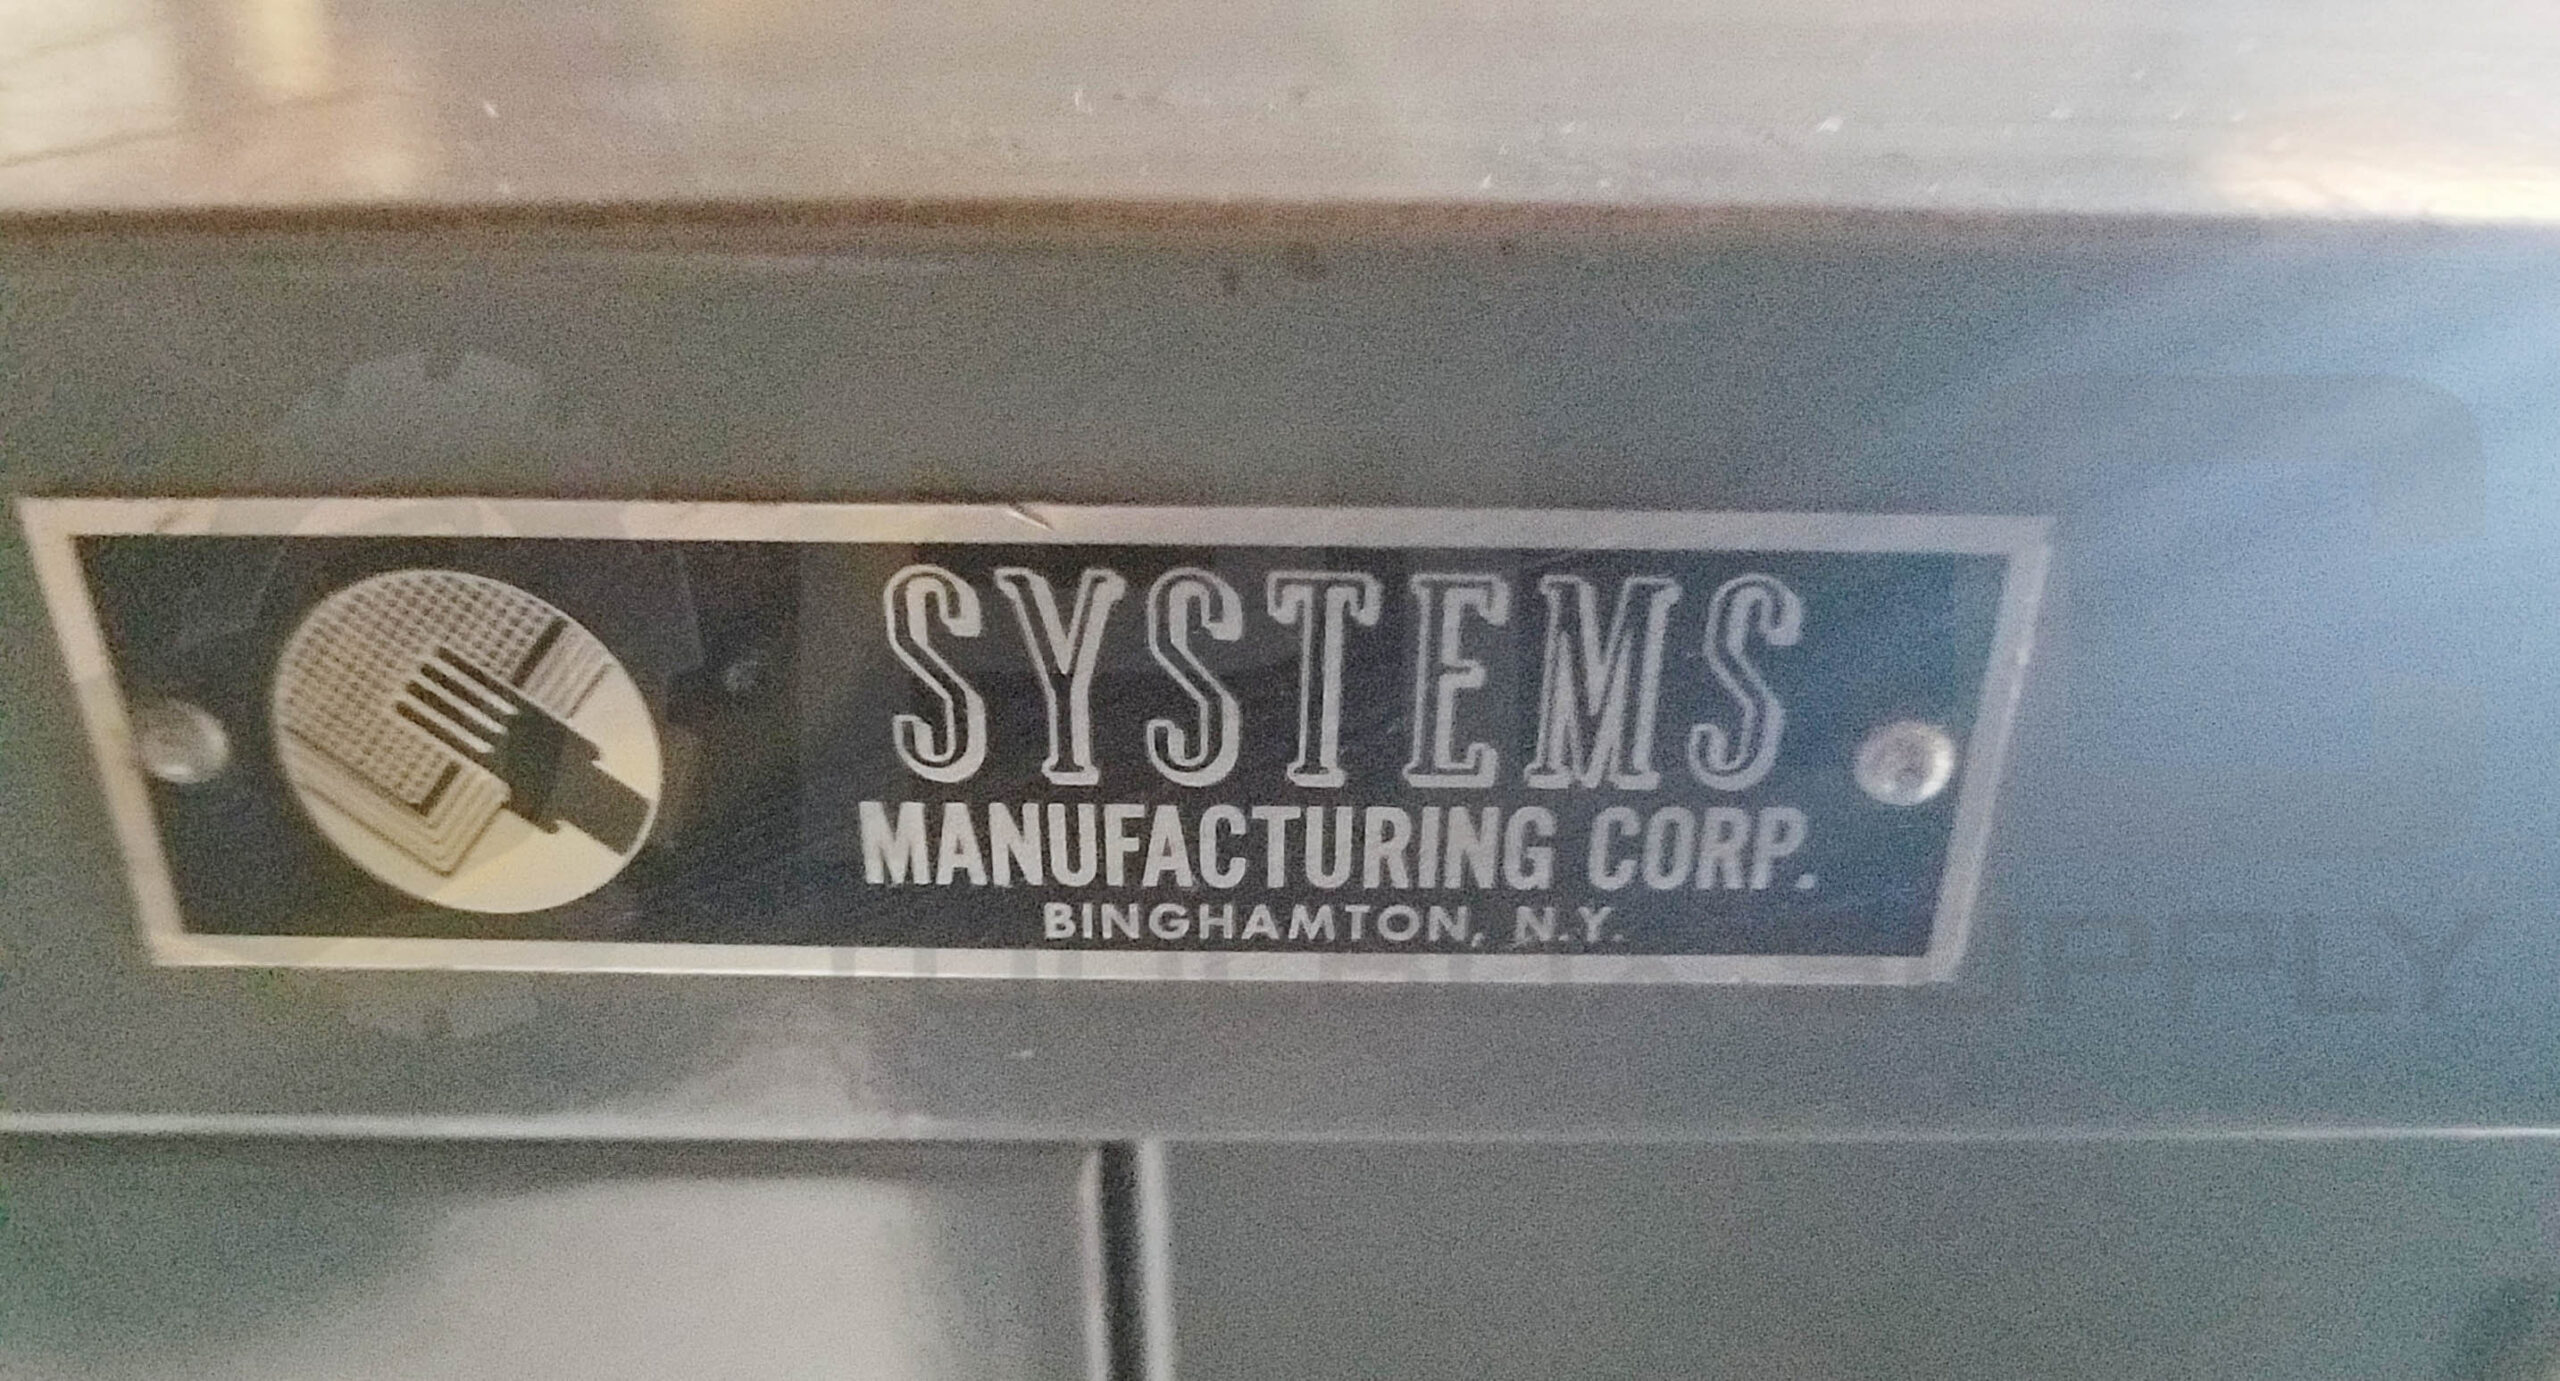 SYSTEMS
MANUFACTURING CORP.
BINGHAMTON, N.Y.